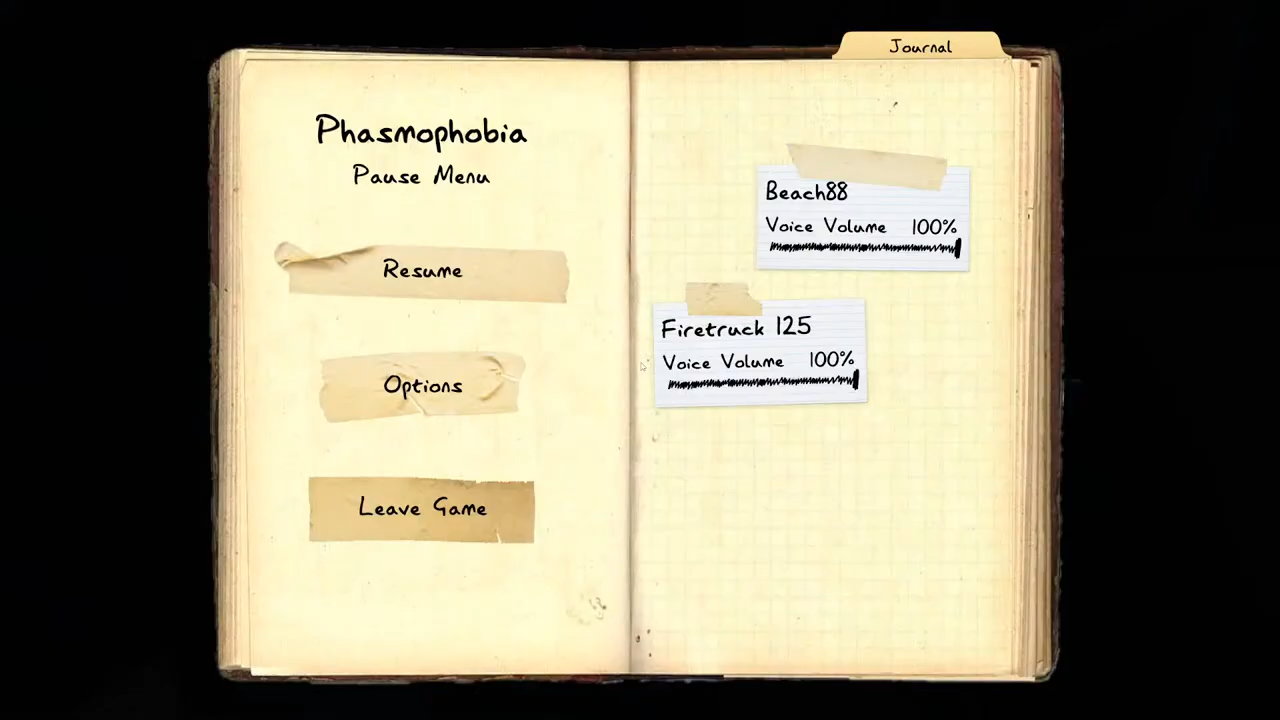 Journal
Phasmophobia
Pause Menu
Resume
Options
Leave Game
Beach88
Voice Volume 100%
Firetruck 125
Voice Volume 100%